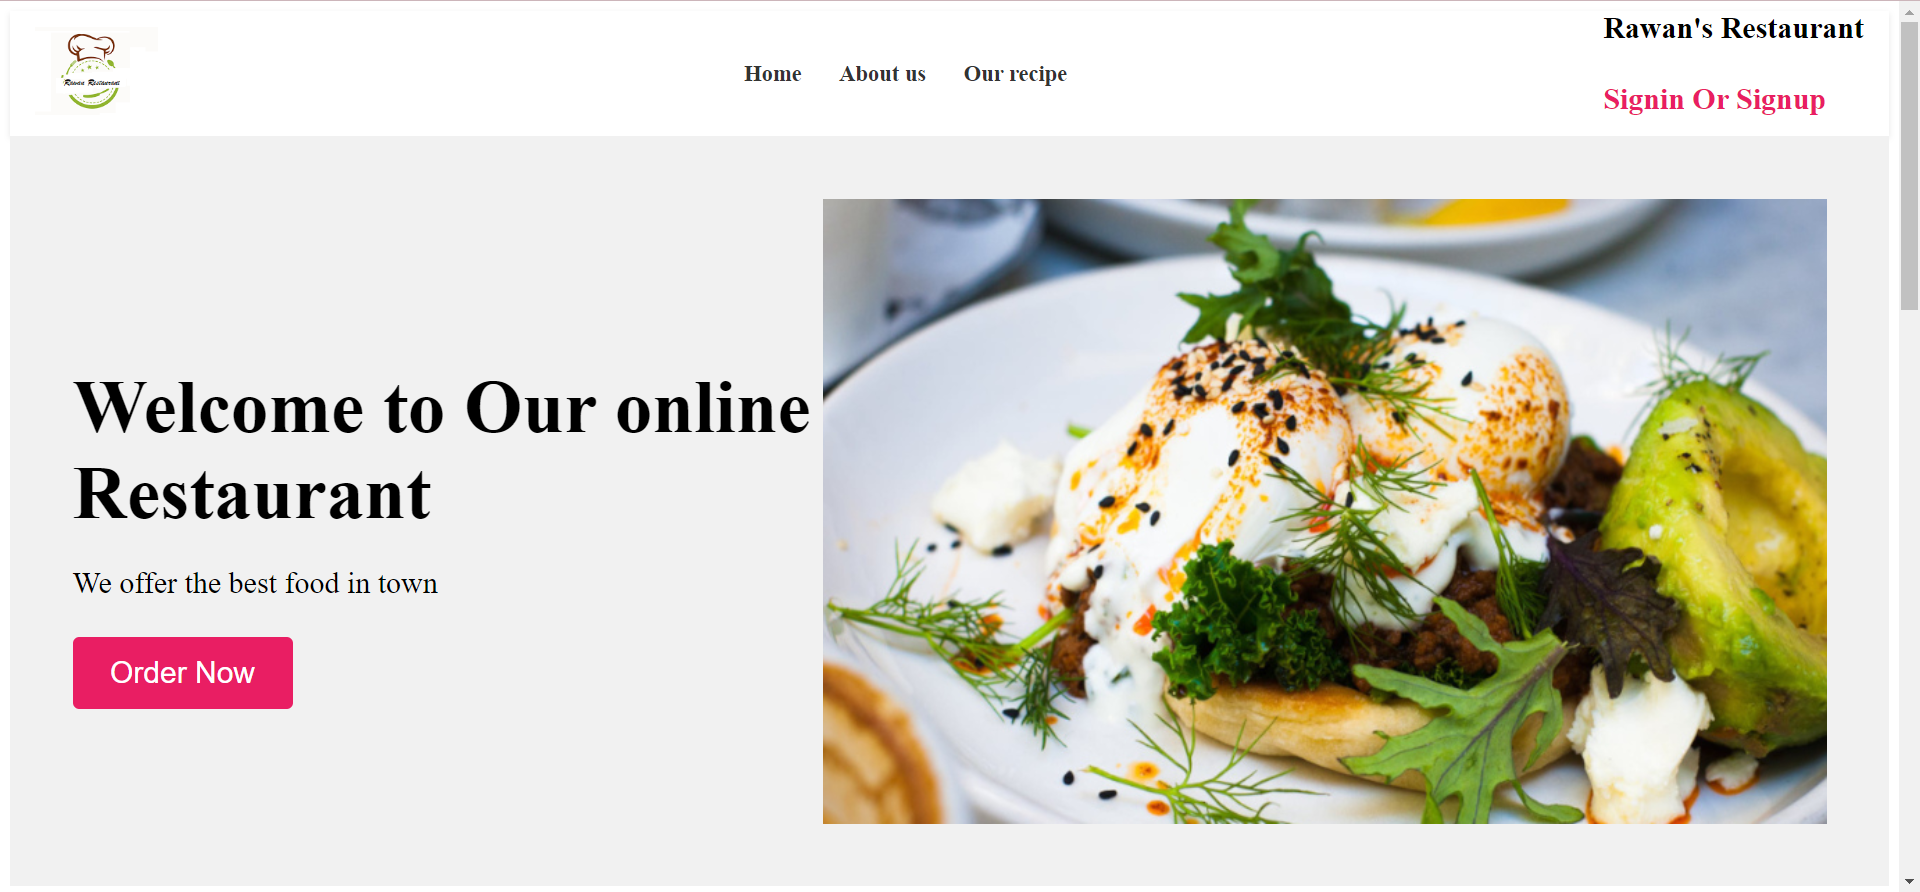 Rawan Restaurant
Home About us Our recipe
Rawan's Restaurant
Signin Or Signup
Welcome to Our online
Restaurant
We offer the best food in town
Order Now